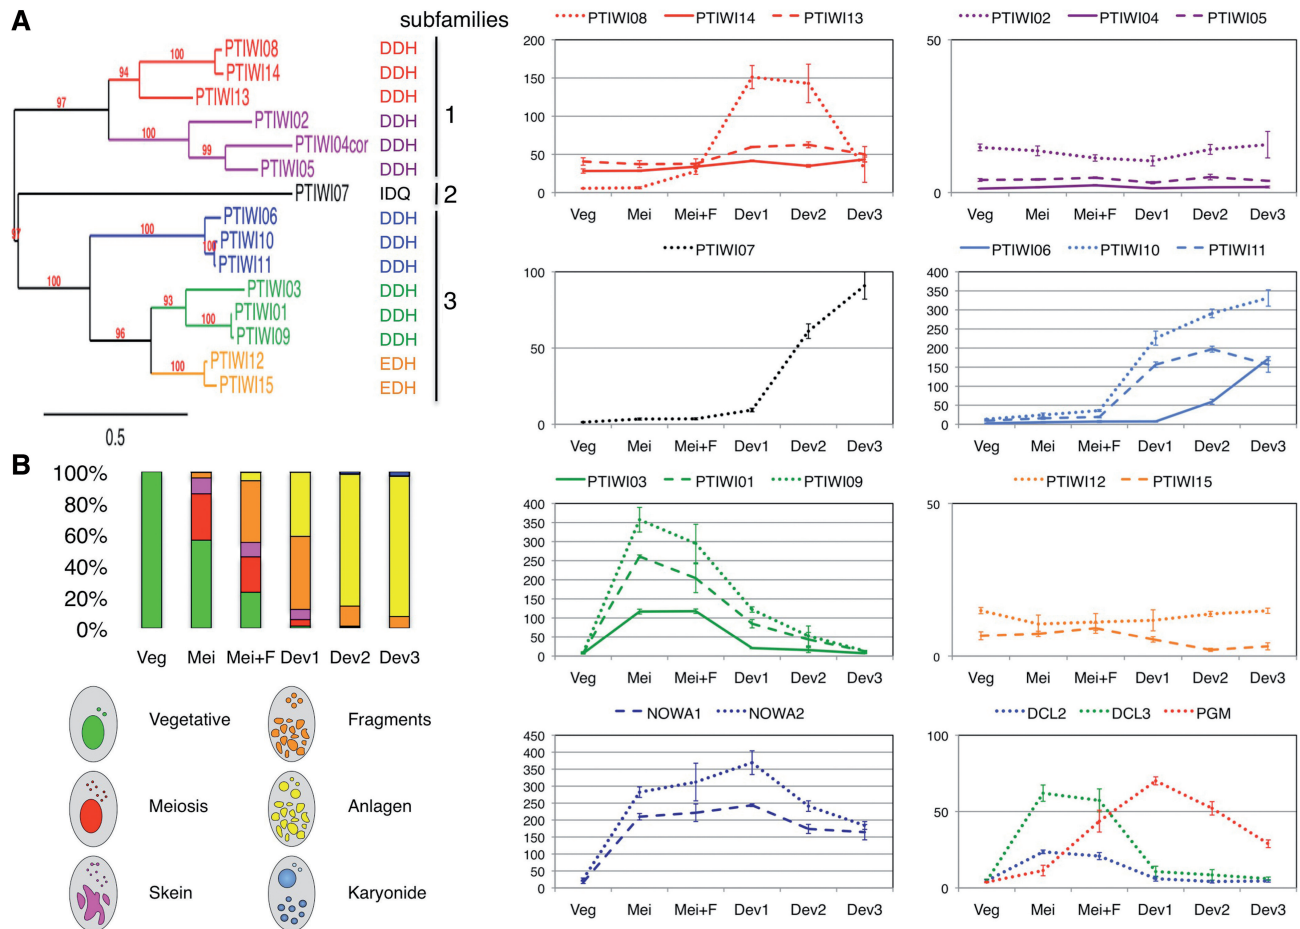 A
subfamilies
PTIWI08 DDH
PTIWI14 DDH
PTIWI13 DDH
PTIWI02 DDH
PTIWI04cor DDH
PTIWI05 DDH
1
PTIWI07 IDQ 2
PTIWI06 DDH
PTIWI10 DDH
PTIWI11 DDH
PTIWI03 DDH
PTIWI01 DDH
PTIWI09 DDH
PTIWI12 EDH
PTIWI15 EDH
3
100
94
97
100
99
97
100
100
100
93
100
96
100
0.5
B
100%
80%
60%
40%
20%
0%
Veg Mei Mei+F Dev1 Dev2 Dev3
Vegetative Fragments
Meiosis Anlagen
Skein Karyonide
PTIWI08 PTIWI14 PTIWI13
200
150
100
50
0
Veg Mei Mei+F Dev1 Dev2 Dev3
PTIWI02 PTIWI04 PTIWI05
50
0
Veg Mei Mei+F Dev1 Dev2 Dev3
PTIWI07
100
50
0
Veg Mei Mei+F Dev1 Dev2 Dev3
PTIWI06 PTIWI10 PTIWI11
400
350
300
250
200
150
100
50
0
Veg Mei Mei+F Dev1 Dev2 Dev3
PTIWI03 PTIWI01 PTIWI09
400
350
300
250
200
150
100
50
0
Veg Mei Mei+F Dev1 Dev2 Dev3
PTIWI12 PTIWI15
50
0
Veg Mei Mei+F Dev1 Dev2 Dev3
NOWA1 NOWA2
450
400
350
300
250
200
150
100
50
0
Veg Mei Mei+F Dev1 Dev2 Dev3
DCL2 DCL3 PGM
100
50
0
Veg Mei Mei+F Dev1 Dev2 Dev3